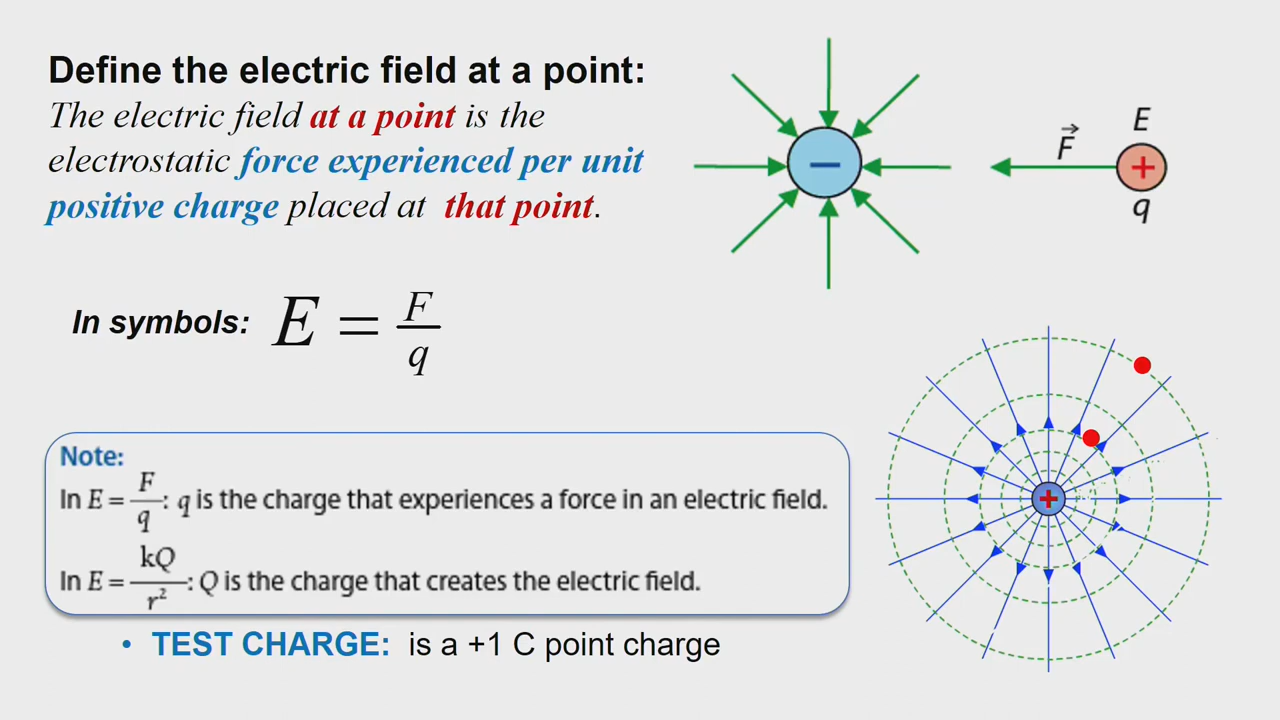 Define the electric field at a point:
The electric field at a point is the
electrostatic force experienced per unit
positive charge placed at that point.
In symbols: E = F/q
Note:
In E = F/q : q is the charge that experiences a force in an electric field.
In E = kQ/r² : Q is the charge that creates the electric field.
• TEST CHARGE: is a +1 C point charge
−
E
F⃗
+
q
+